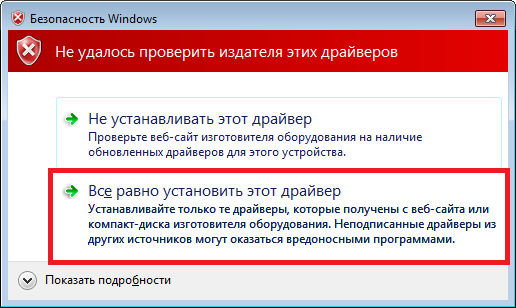 Безопасность Windows
Не удалось проверить издателя этих драйверов
Не устанавливать этот драйвер
Проверьте веб-сайт изготовителя оборудования на наличие
обновленных драйверов для этого устройства.
Все равно установить этот драйвер
Устанавливайте только те драйверы, которые получены с веб-сайта или
компакт-диска изготовителя оборудования. Неподписанные драйверы из
других источников могут оказаться вредоносными программами.
Показать подробности